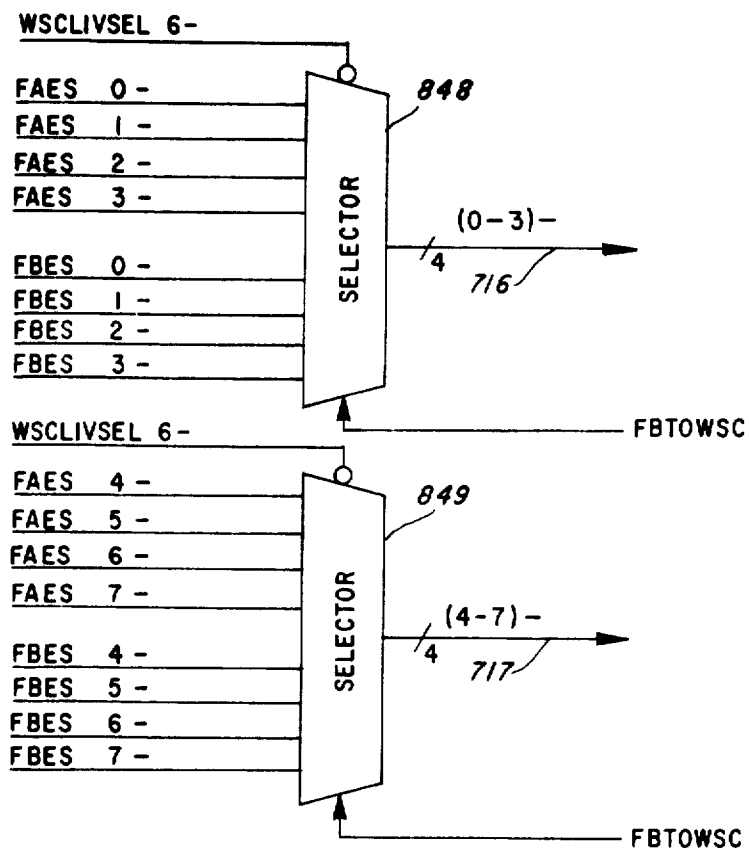 WSCLIVSEL 6-
FAES 0-
FAES 1-
FAES 2-
FAES 3-
848
SELECTOR
(0-3)-
4
716
FBES 0-
FBES 1-
FBES 2-
FBES 3-
FBTOWSC
WSCLIVSEL 6-
FAES 4-
FAES 5-
FAES 6-
FAES 7-
849
SELECTOR
(4-7)-
4
717
FBES 4-
FBES 5-
FBES 6-
FBES 7-
FBTOWSC